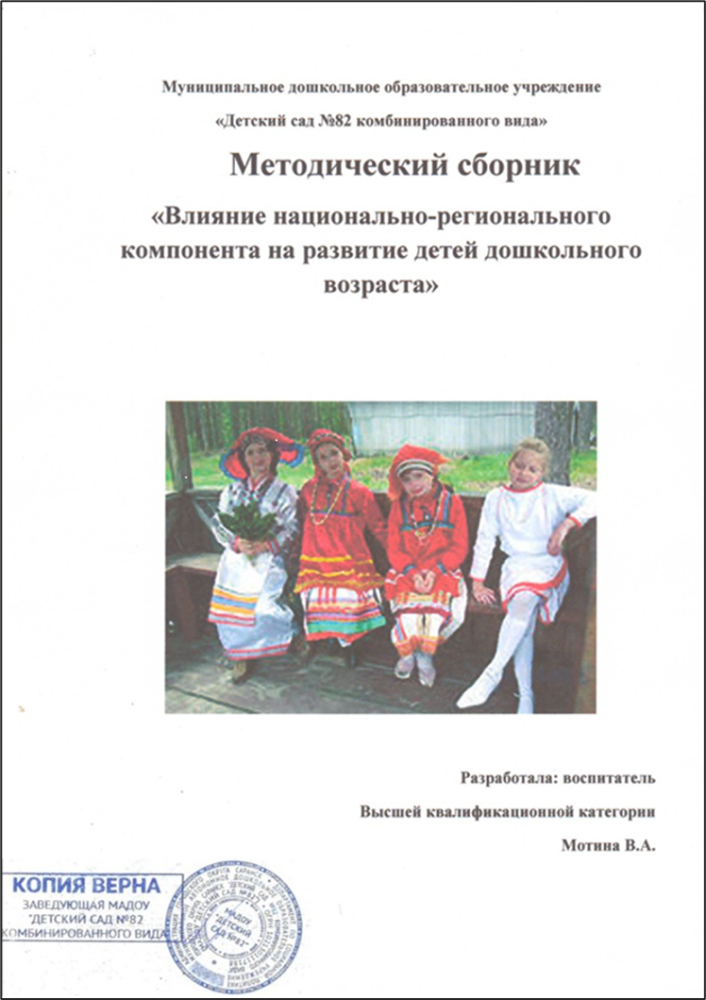 Муниципальное дошкольное образовательное учреждение
«Детский сад №82 комбинированного вида»
Методический сборник
«Влияние национально-регионального
компонента на развитие детей дошкольного
возраста»
Разработала: воспитатель
Высшей квалификационной категории
Мотина В.А.
КОПИЯ ВЕРНА
ЗАВЕДУЮЩАЯ МАДОУ
"ДЕТСКИЙ САД №82
КОМБИНИРОВАННОГО ВИДА"
МАДОУ
"ДЕТСКИЙ
САД №82"